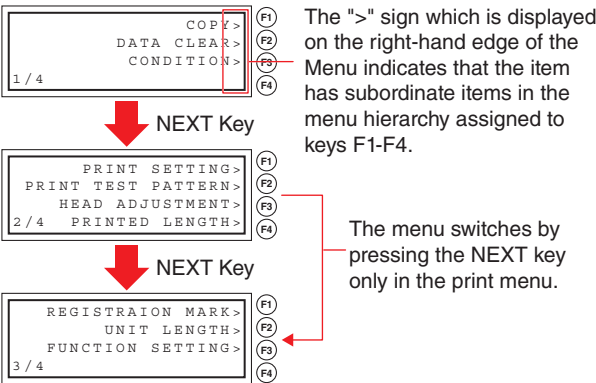 COPY> F1
DATA CLEAR> F2
CONDITION> F3
1/4 F4
The ">" sign which is displayed
on the right-hand edge of the
Menu indicates that the item
has subordinate items in the
menu hierarchy assigned to
keys F1-F4.
NEXT Key
PRINT SETTING> F1
PRINT TEST PATTERN> F2
HEAD ADJUSTMENT> F3
2/4 PRINTED LENGTH> F4
The menu switches by
pressing the NEXT key
only in the print menu.
NEXT Key
REGISTRAION MARK> F1
UNIT LENGTH> F2
FUNCTION SETTING> F3
3/4 F4